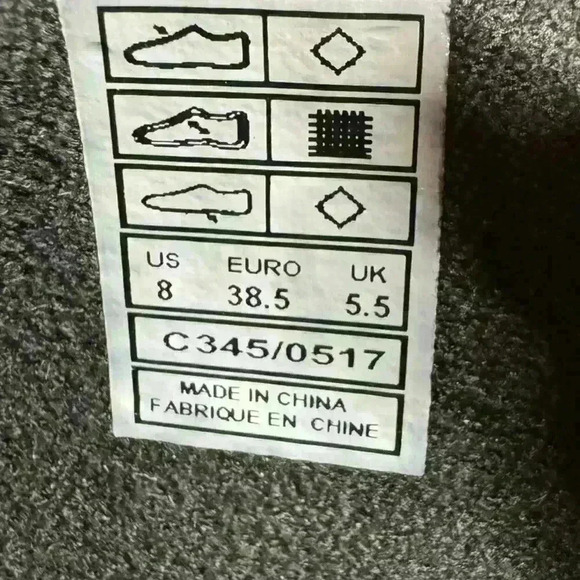 US EURO UK
8 38.5 5.5
C345/0517
MADE IN CHINA
FABRIQUE EN CHINE